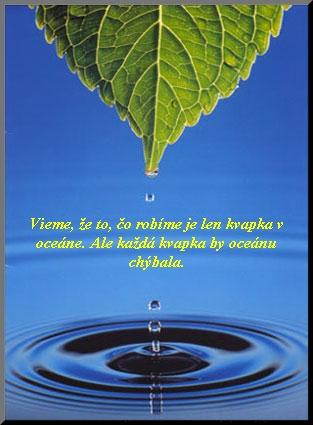 Vieme, že to, čo robíme je len kvapka v
oceáne. Ale každá kvapka by oceánu
chýbala.